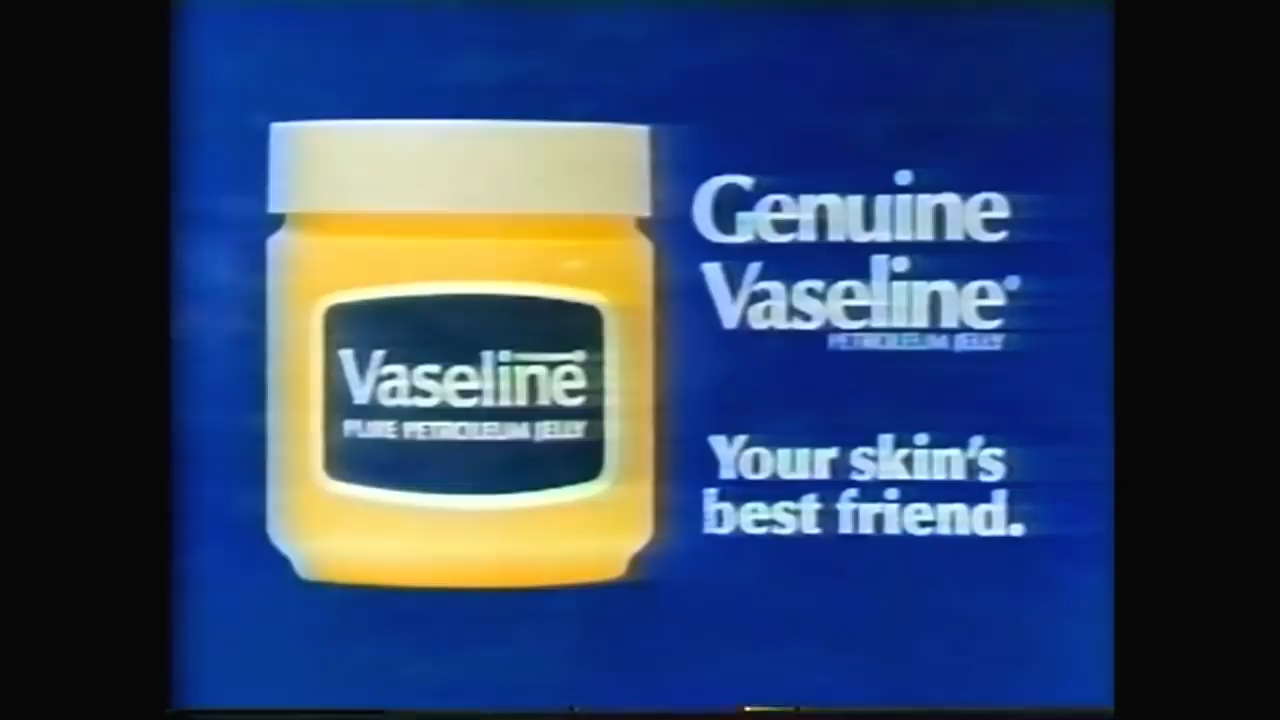 Genuine
Vaseline®
PETROLEUM JELLY
Vaseline®
PURE PETROLEUM JELLY
Your skin's
best friend.